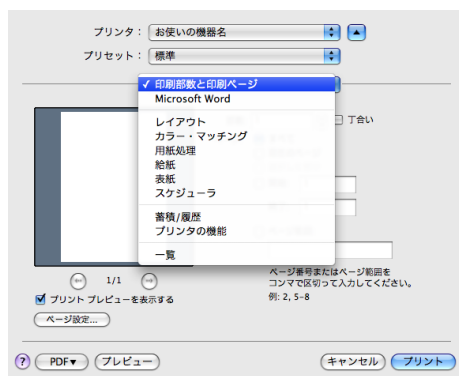 プリンタ： お使いの機器名
プリセット： 標準
✓ 印刷部数と印刷ページ
Microsoft Word
レイアウト
カラー・マッチング
用紙処理
給紙
表紙
スケジューラ
蓄積/履歴
プリンタの機能
一覧
丁合い
1/1
ページ番号またはページ範囲を
コンマで区切って入力してください。
例: 2, 5-8
プリント プレビューを表示する
ページ設定...
? PDF▼ プレビュー キャンセル プリント